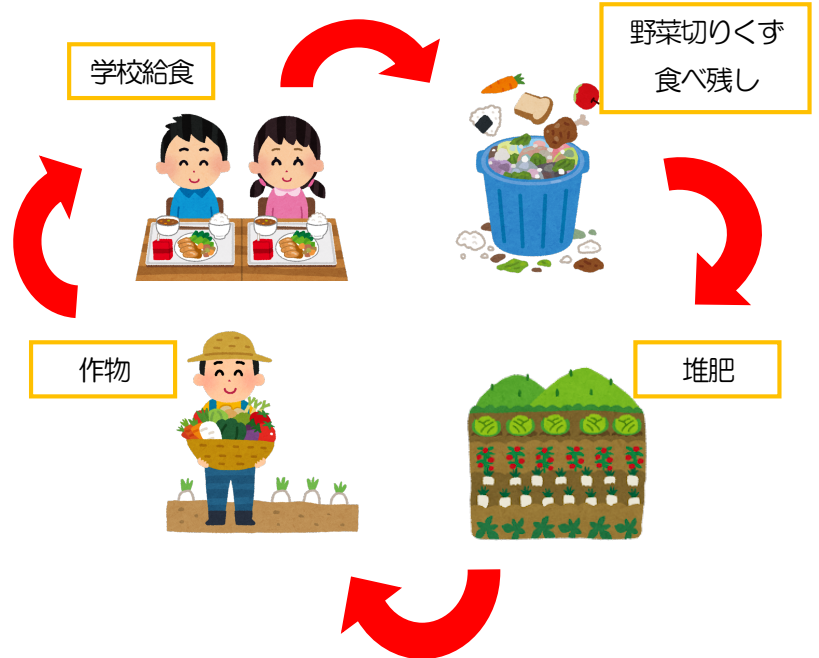 学校給食
野菜切りくず
食べ残し
作物
堆肥